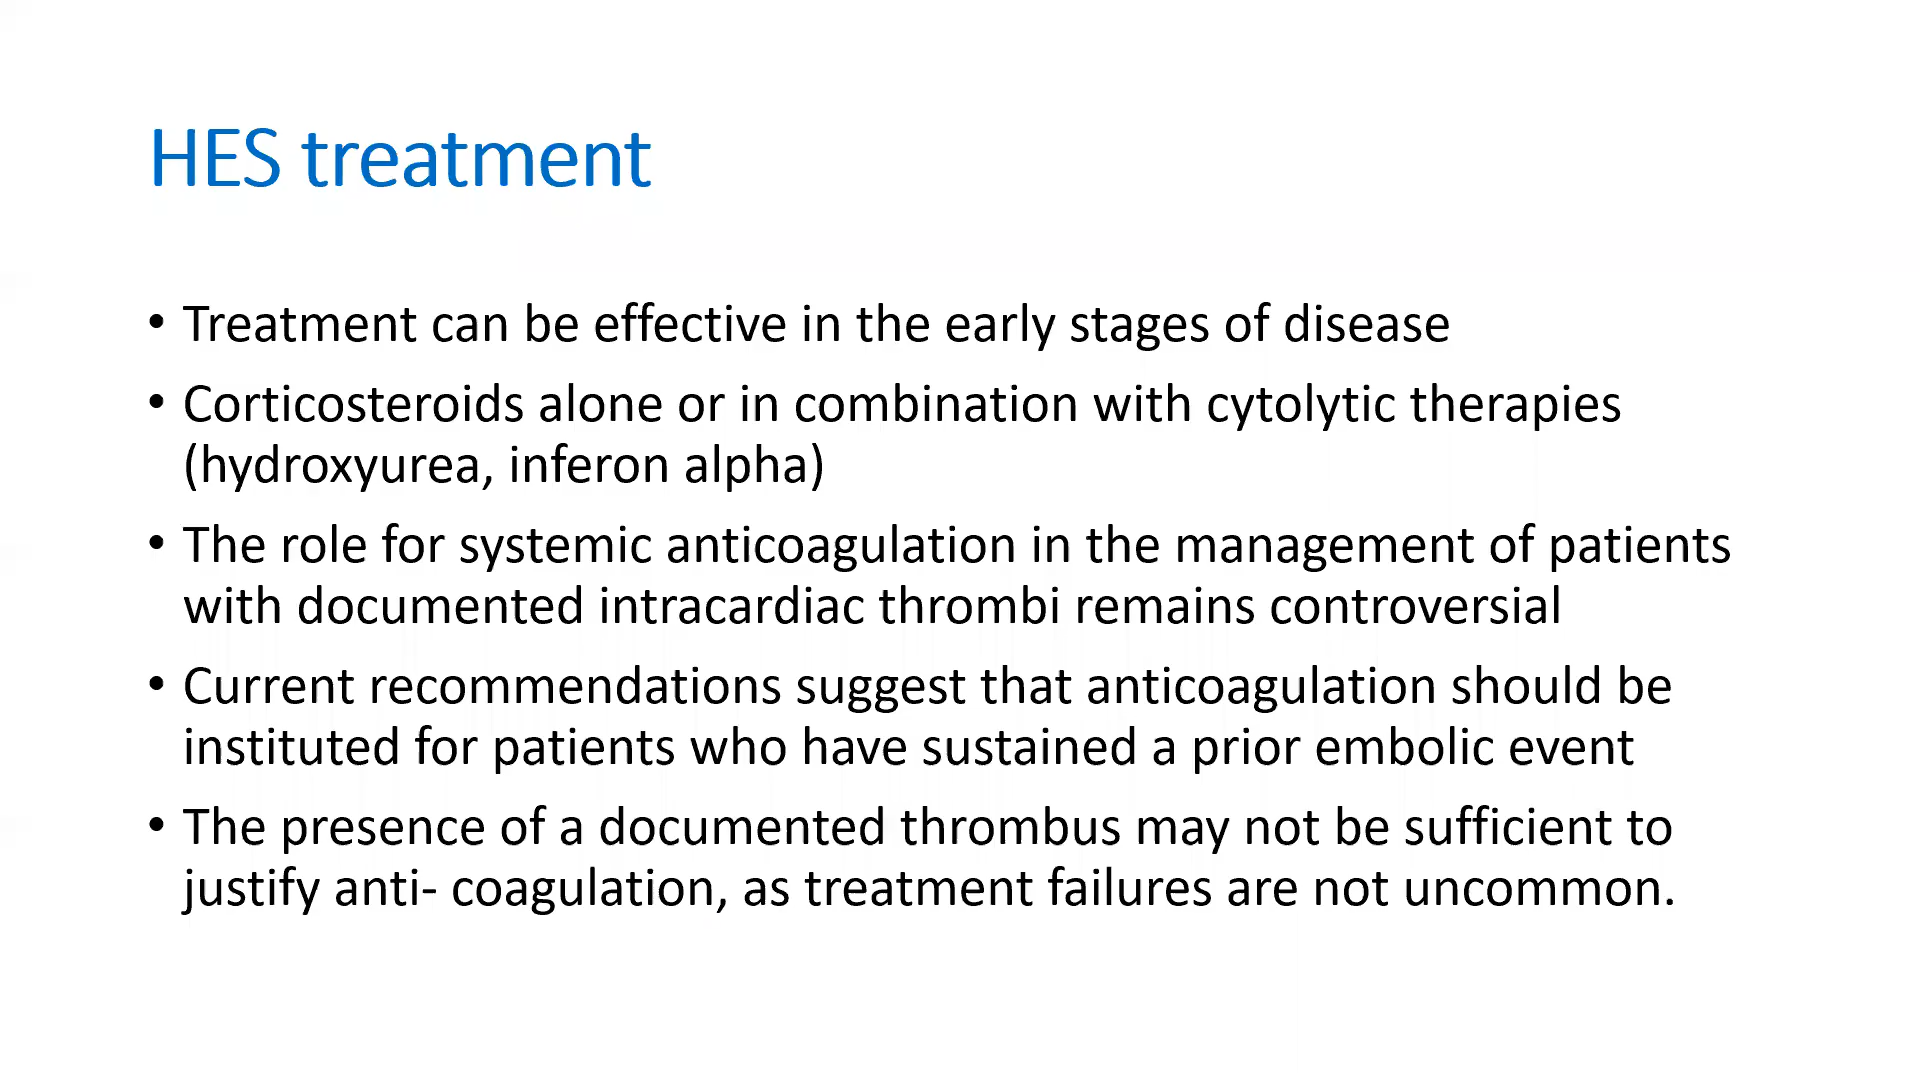 HES treatment
• Treatment can be effective in the early stages of disease
• Corticosteroids alone or in combination with cytolytic therapies
(hydroxyurea, inferon alpha)
• The role for systemic anticoagulation in the management of patients
with documented intracardiac thrombi remains controversial
• Current recommendations suggest that anticoagulation should be
instituted for patients who have sustained a prior embolic event
• The presence of a documented thrombus may not be sufficient to
justify anti- coagulation, as treatment failures are not uncommon.